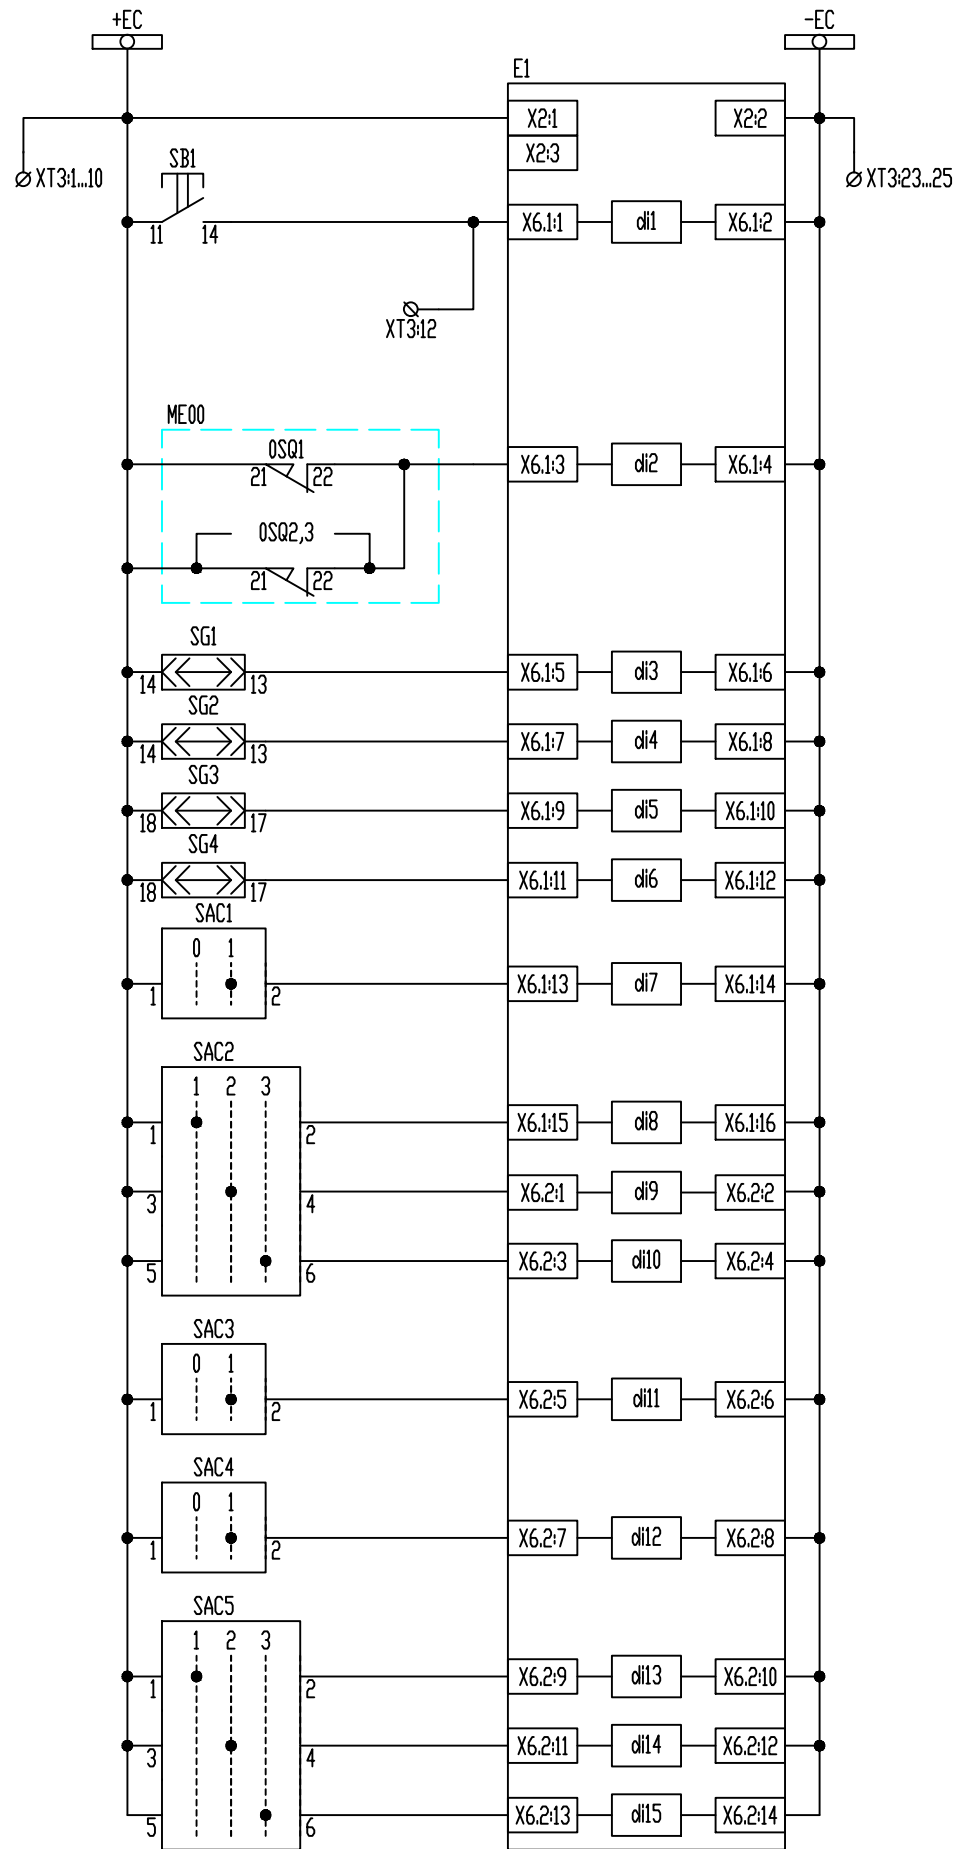 +EC -EC
E1
X2:1 X2:2
X2:3
SB1
XT3:1...10 XT3:23...25
11 14 X6.1:1 di1 X6.1:2
XT3:12
ME00
0SQ1
21 22 X6.1:3 di2 X6.1:4
0SQ2,3
21 22
SG1
14 13 X6.1:5 di3 X6.1:6
SG2
14 13 X6.1:7 di4 X6.1:8
SG3
18 17 X6.1:9 di5 X6.1:10
SG4
18 17 X6.1:11 di6 X6.1:12
SAC1
0 1
1 2 X6.1:13 di7 X6.1:14
SAC2
1 2 3
1 2 X6.1:15 di8 X6.1:16
3 4 X6.2:1 di9 X6.2:2
5 6 X6.2:3 di10 X6.2:4
SAC3
0 1
1 2 X6.2:5 di11 X6.2:6
SAC4
0 1
1 2 X6.2:7 di12 X6.2:8
SAC5
1 2 3
1 2 X6.2:9 di13 X6.2:10
3 4 X6.2:11 di14 X6.2:12
5 6 X6.2:13 di15 X6.2:14